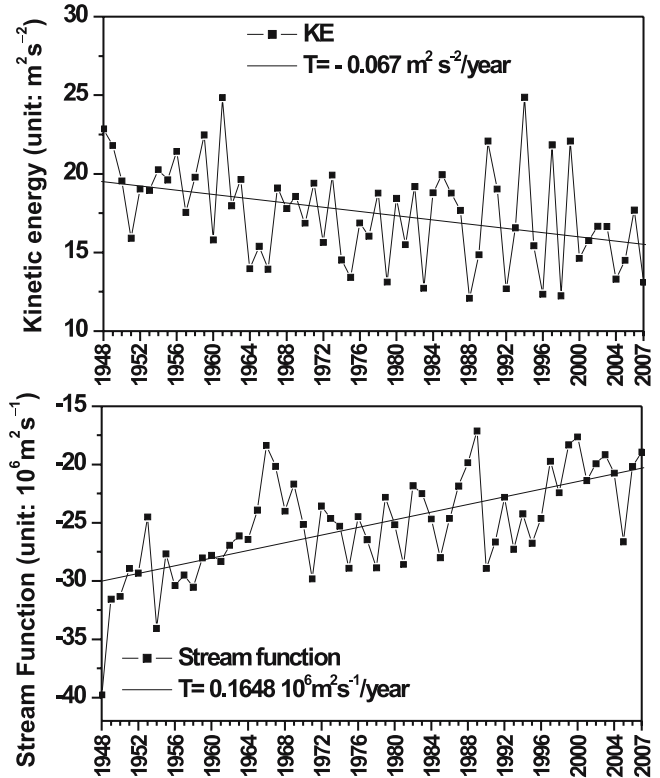 Kinetic energy (unit: m² s⁻²)
30
25
20
15
10
KE
T= - 0.067 m² s⁻²/year
1948 1952 1956 1960 1964 1968 1972 1976 1980 1984 1988 1992 1996 2000 2004 2007
Stream Function (unit: 10⁶m²s⁻¹)
-15
-20
-25
-30
-35
-40
Stream function
T= 0.1648 10⁶m²s⁻¹/year
1948 1952 1956 1960 1964 1968 1972 1976 1980 1984 1988 1992 1996 2000 2004 2007